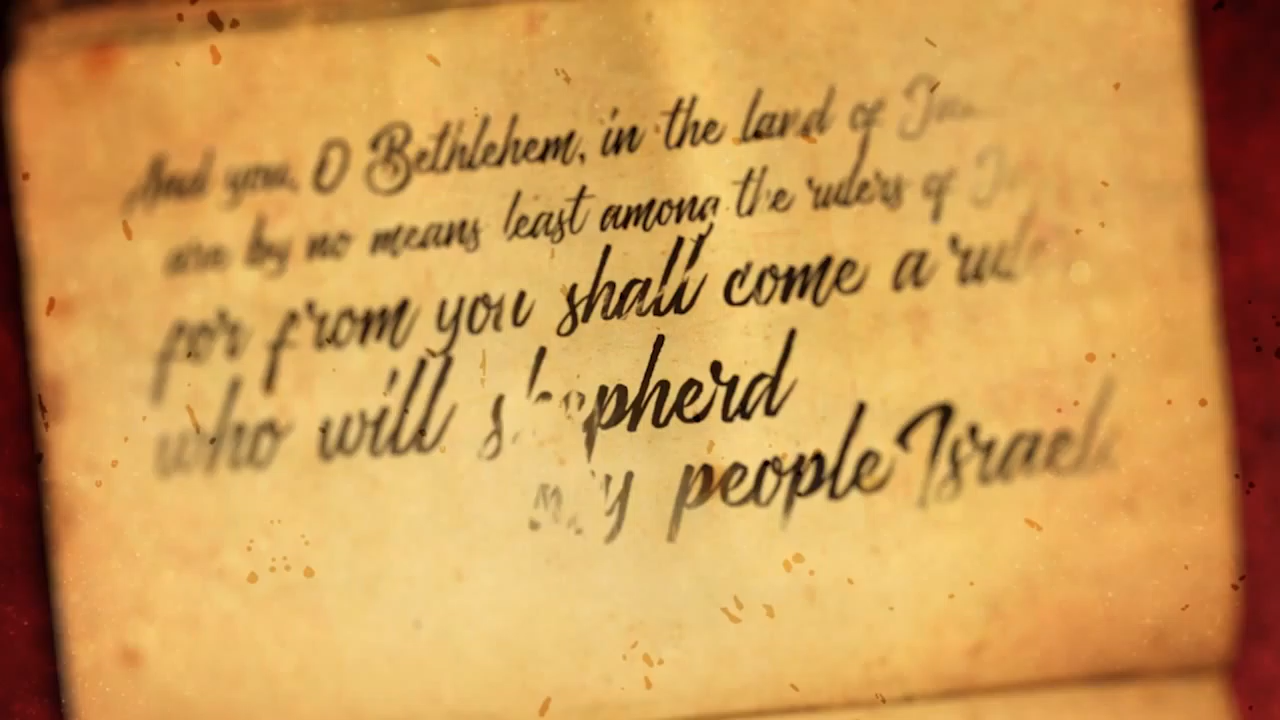 And you, O Bethlehem, in the land of
are by no means least among the rulers of
for from you shall come a
who will shepherd
my people Israel